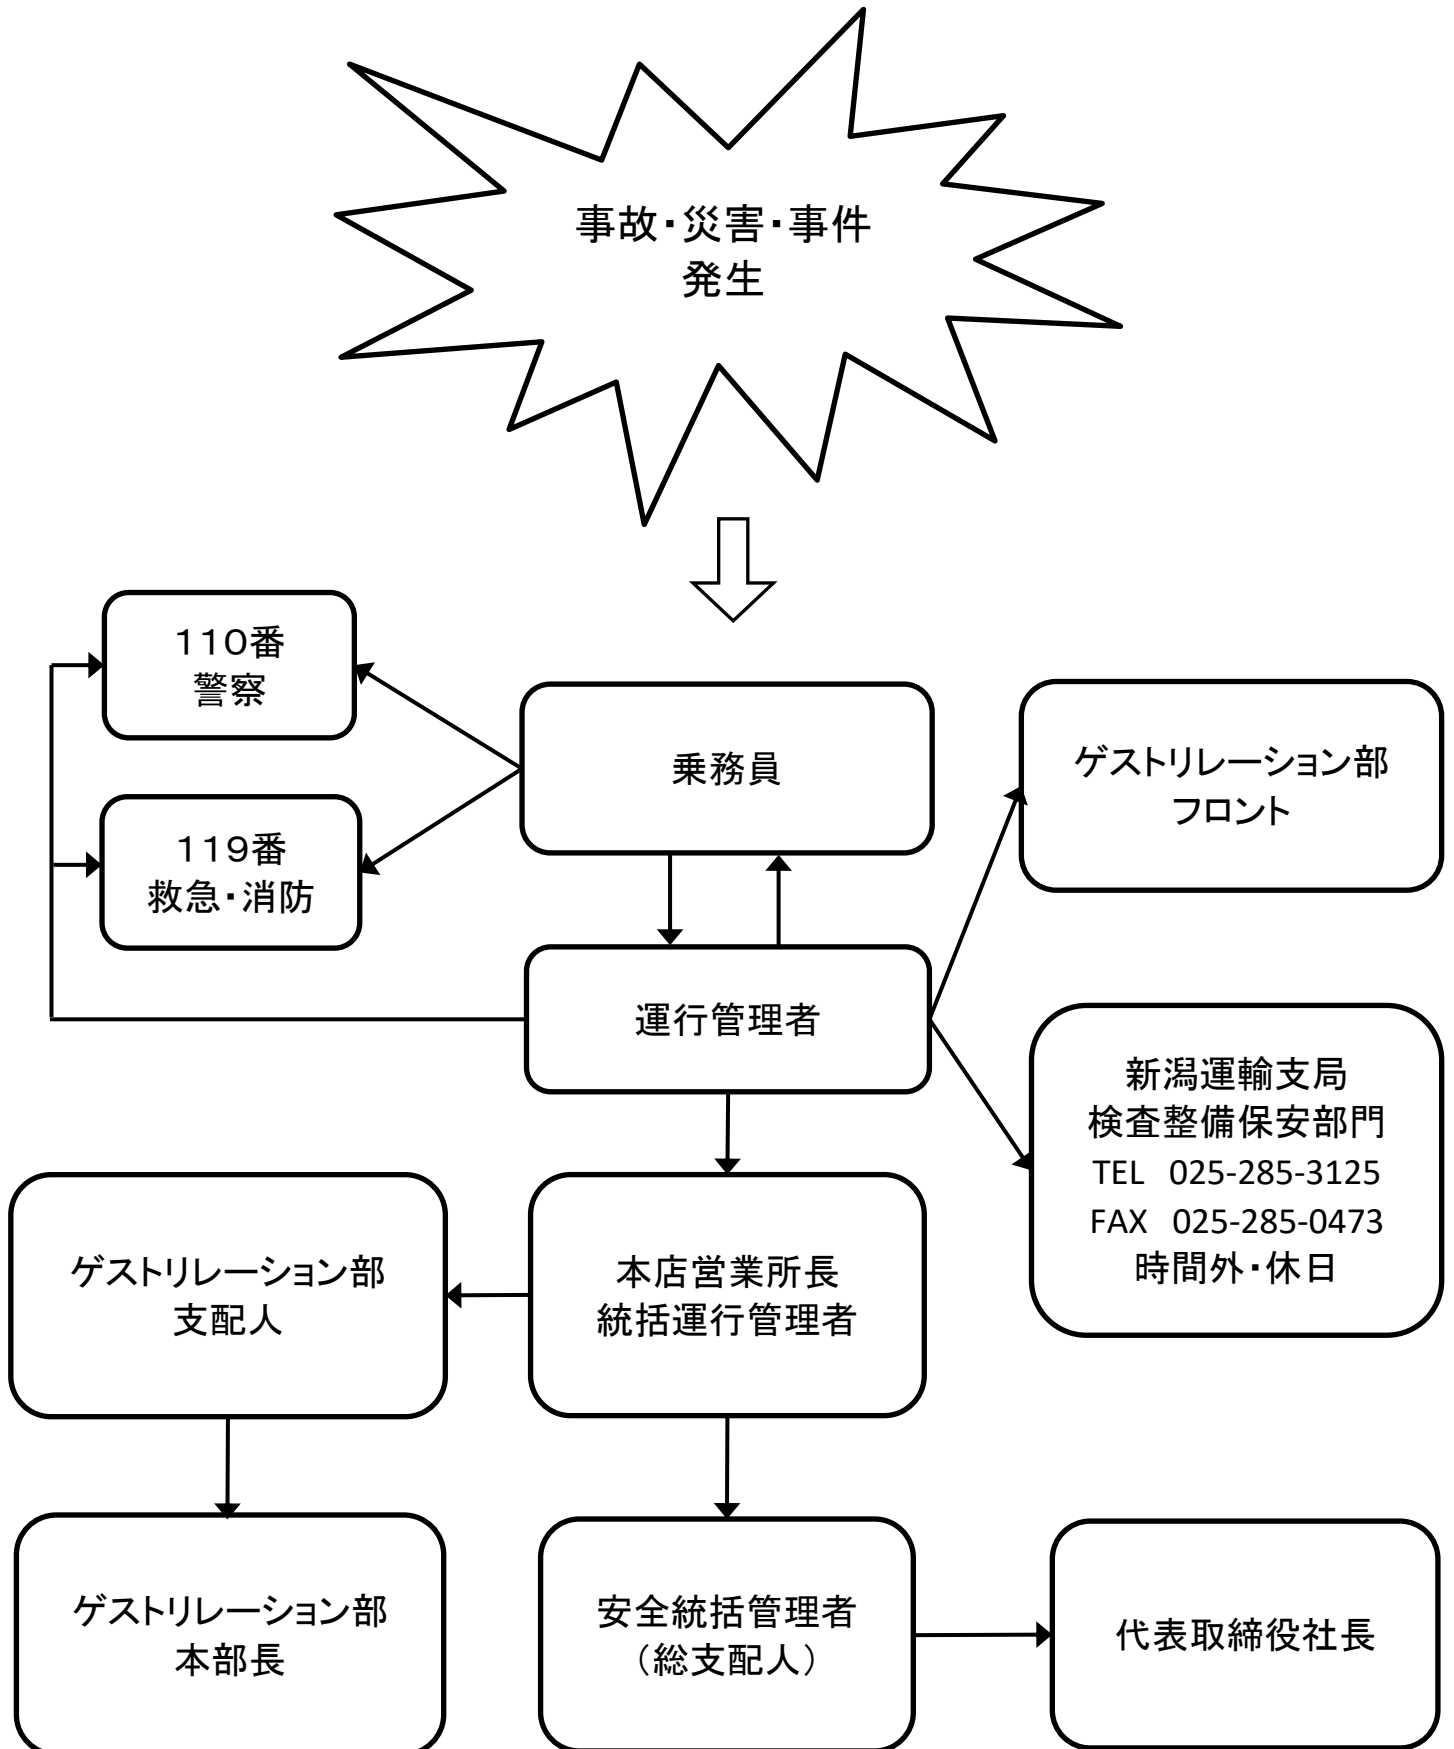 事故・災害・事件
発生
110番
警察
乗務員
ゲストリレーション部
フロント
119番
救急・消防
運行管理者
新潟運輸支局
検査整備保安部門
TEL 025-285-3125
FAX 025-285-0473
時間外・休日
ゲストリレーション部
支配人
本店営業所長
統括運行管理者
ゲストリレーション部
本部長
安全統括管理者
（総支配人）
代表取締役社長